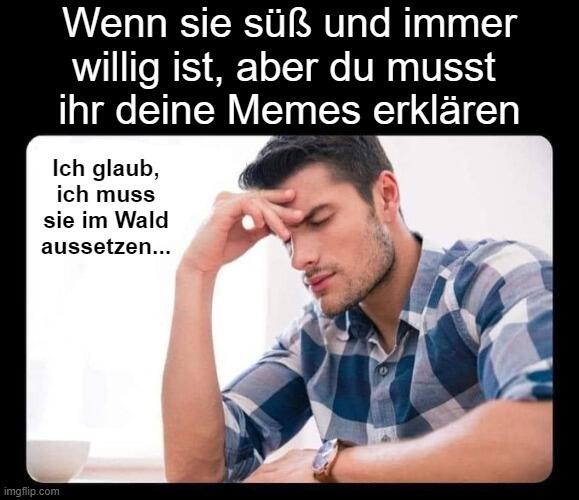 Wenn sie süß und immer
willig ist, aber du musst
ihr deine Memes erklären
Ich glaub,
ich muss
sie im Wald
aussetzen...
imgflip.com